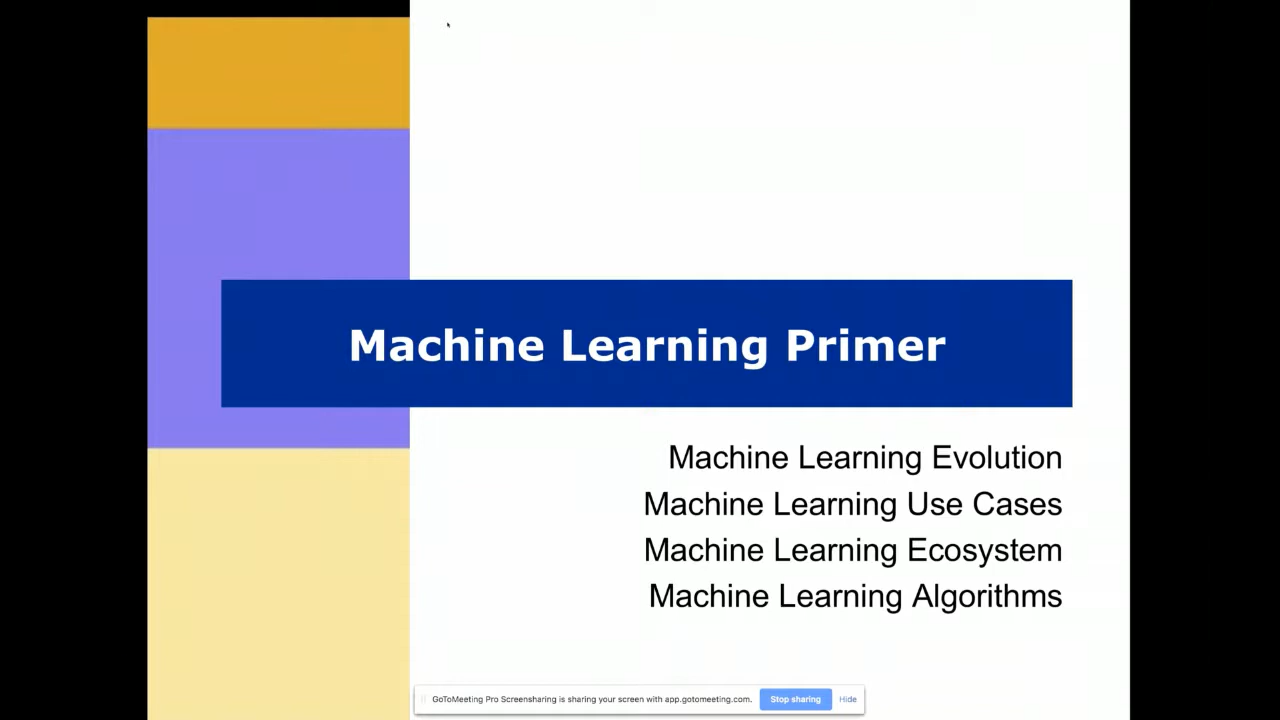 Machine Learning Primer
Machine Learning Evolution
Machine Learning Use Cases
Machine Learning Ecosystem
Machine Learning Algorithms
GoToMeeting Pro Screensharing is sharing your screen with app.gotomeeting.com. Stop sharing Hide